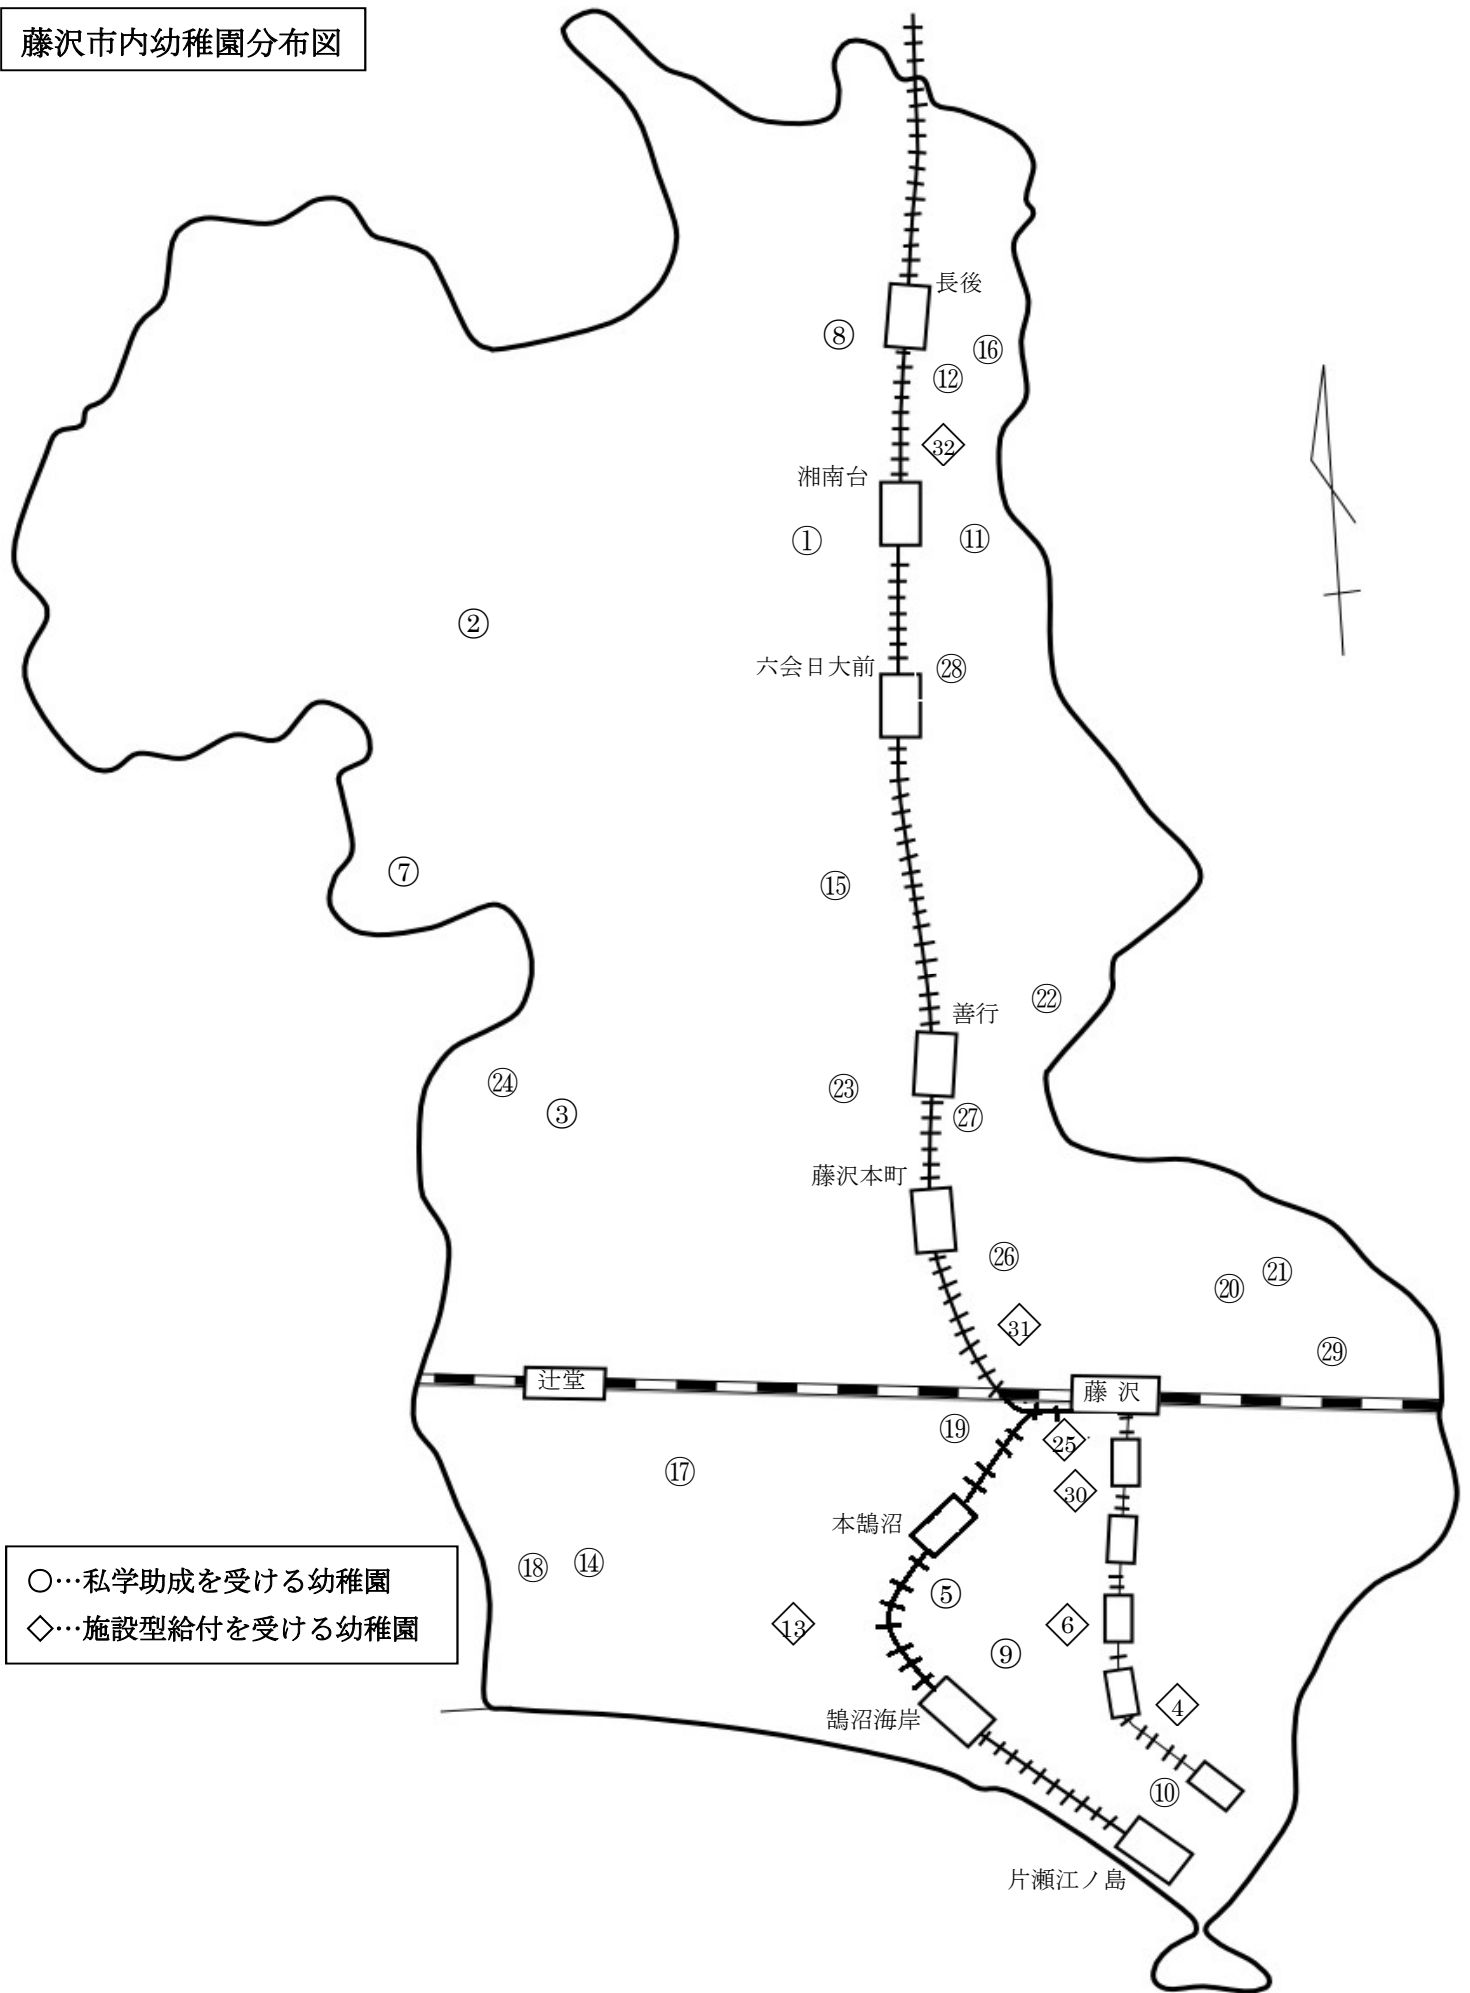 藤沢市内幼稚園分布図
長後
⑧
⑯
⑫
32
湘南台
①
⑪
②
六会日大前
㉘
⑦
⑮
㉒
善行
㉔
㉓
③
㉗
藤沢本町
㉖
㉑
⑳
31
㉙
辻堂
藤 沢
⑲
25
⑰
30
本鵠沼
⑱
⑭
○…私学助成を受ける幼稚園
◇…施設型給付を受ける幼稚園
⑤
13
6
⑨
4
鵠沼海岸
⑩
片瀬江ノ島